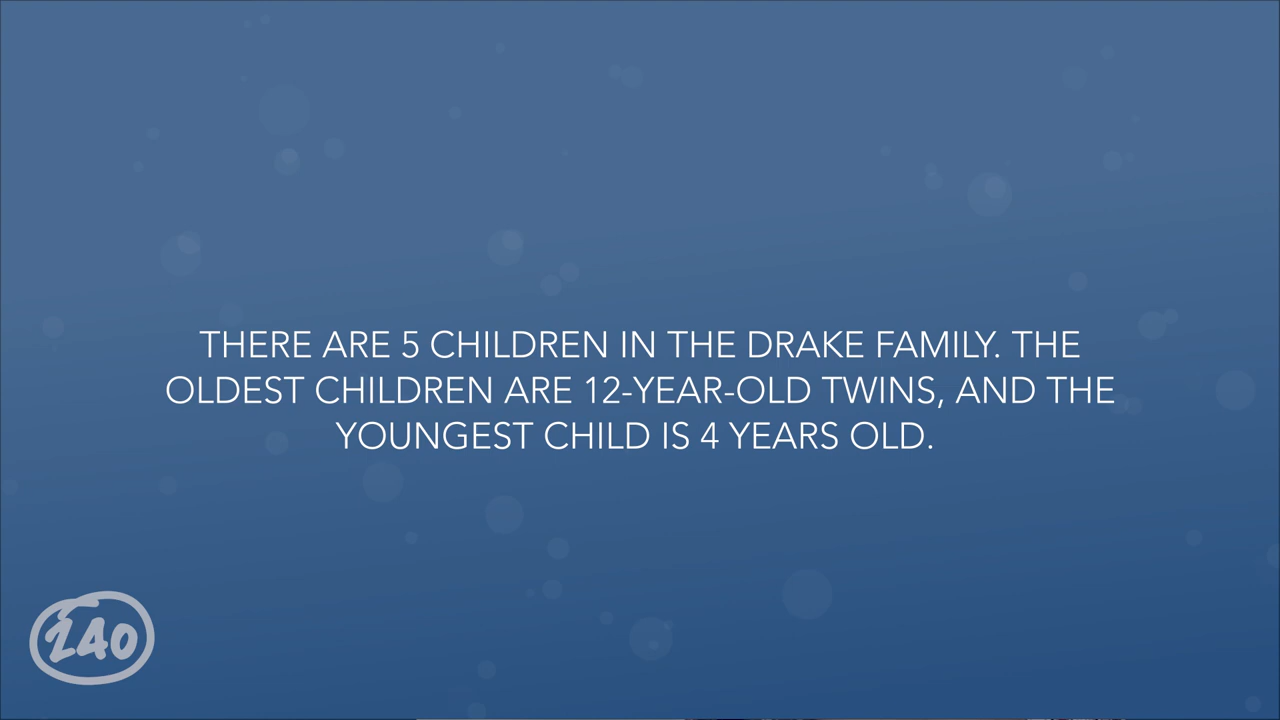 THERE ARE 5 CHILDREN IN THE DRAKE FAMILY. THE
OLDEST CHILDREN ARE 12-YEAR-OLD TWINS, AND THE
YOUNGEST CHILD IS 4 YEARS OLD.
240